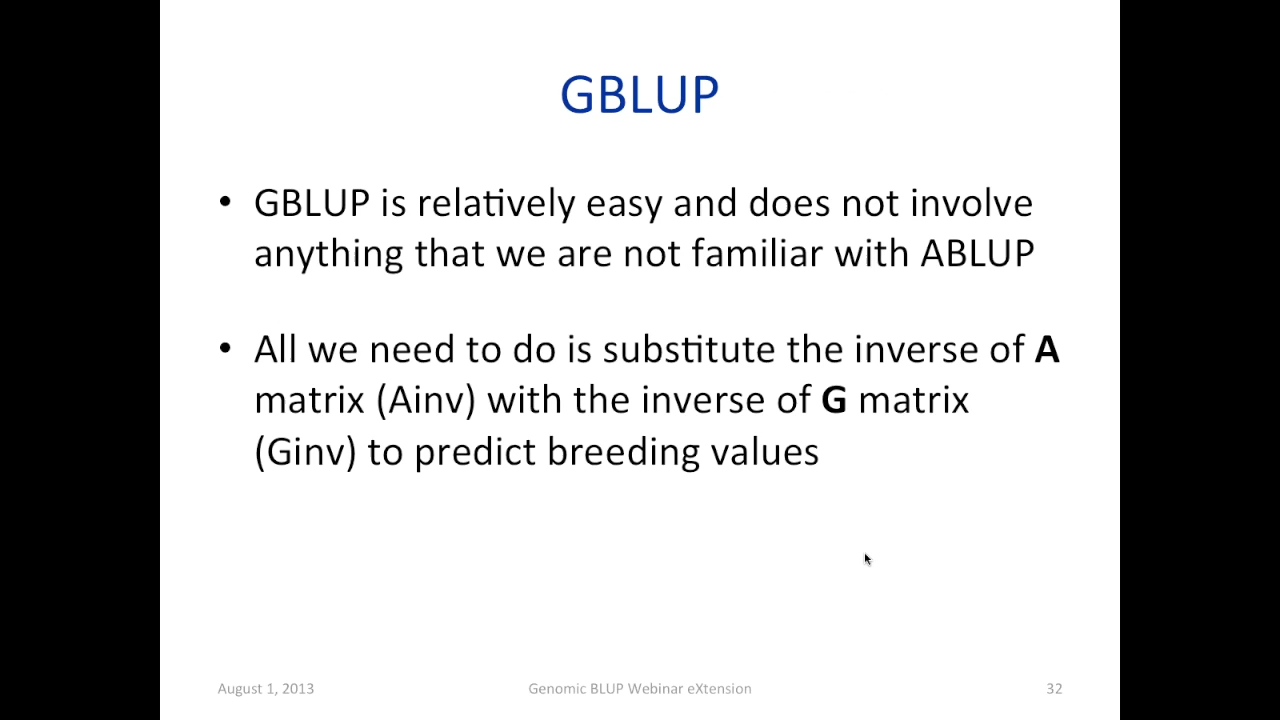 GBLUP
• GBLUP is relatively easy and does not involve
anything that we are not familiar with ABLUP
• All we need to do is substitute the inverse of A
matrix (Ainv) with the inverse of G matrix
(Ginv) to predict breeding values
August 1, 2013 Genomic BLUP Webinar eXtension 32